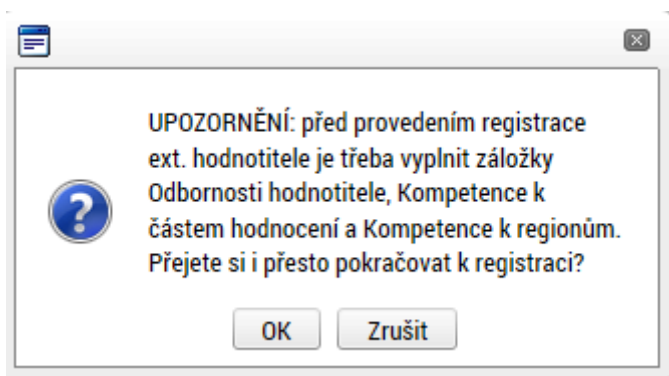 UPOZORNĚNÍ: před provedením registrace
ext. hodnotitele je třeba vyplnit záložky
Odbornosti hodnotitele, Kompetence k
částem hodnocení a Kompetence k regionům.
Přejete si i přesto pokračovat k registraci?
OK Zrušit